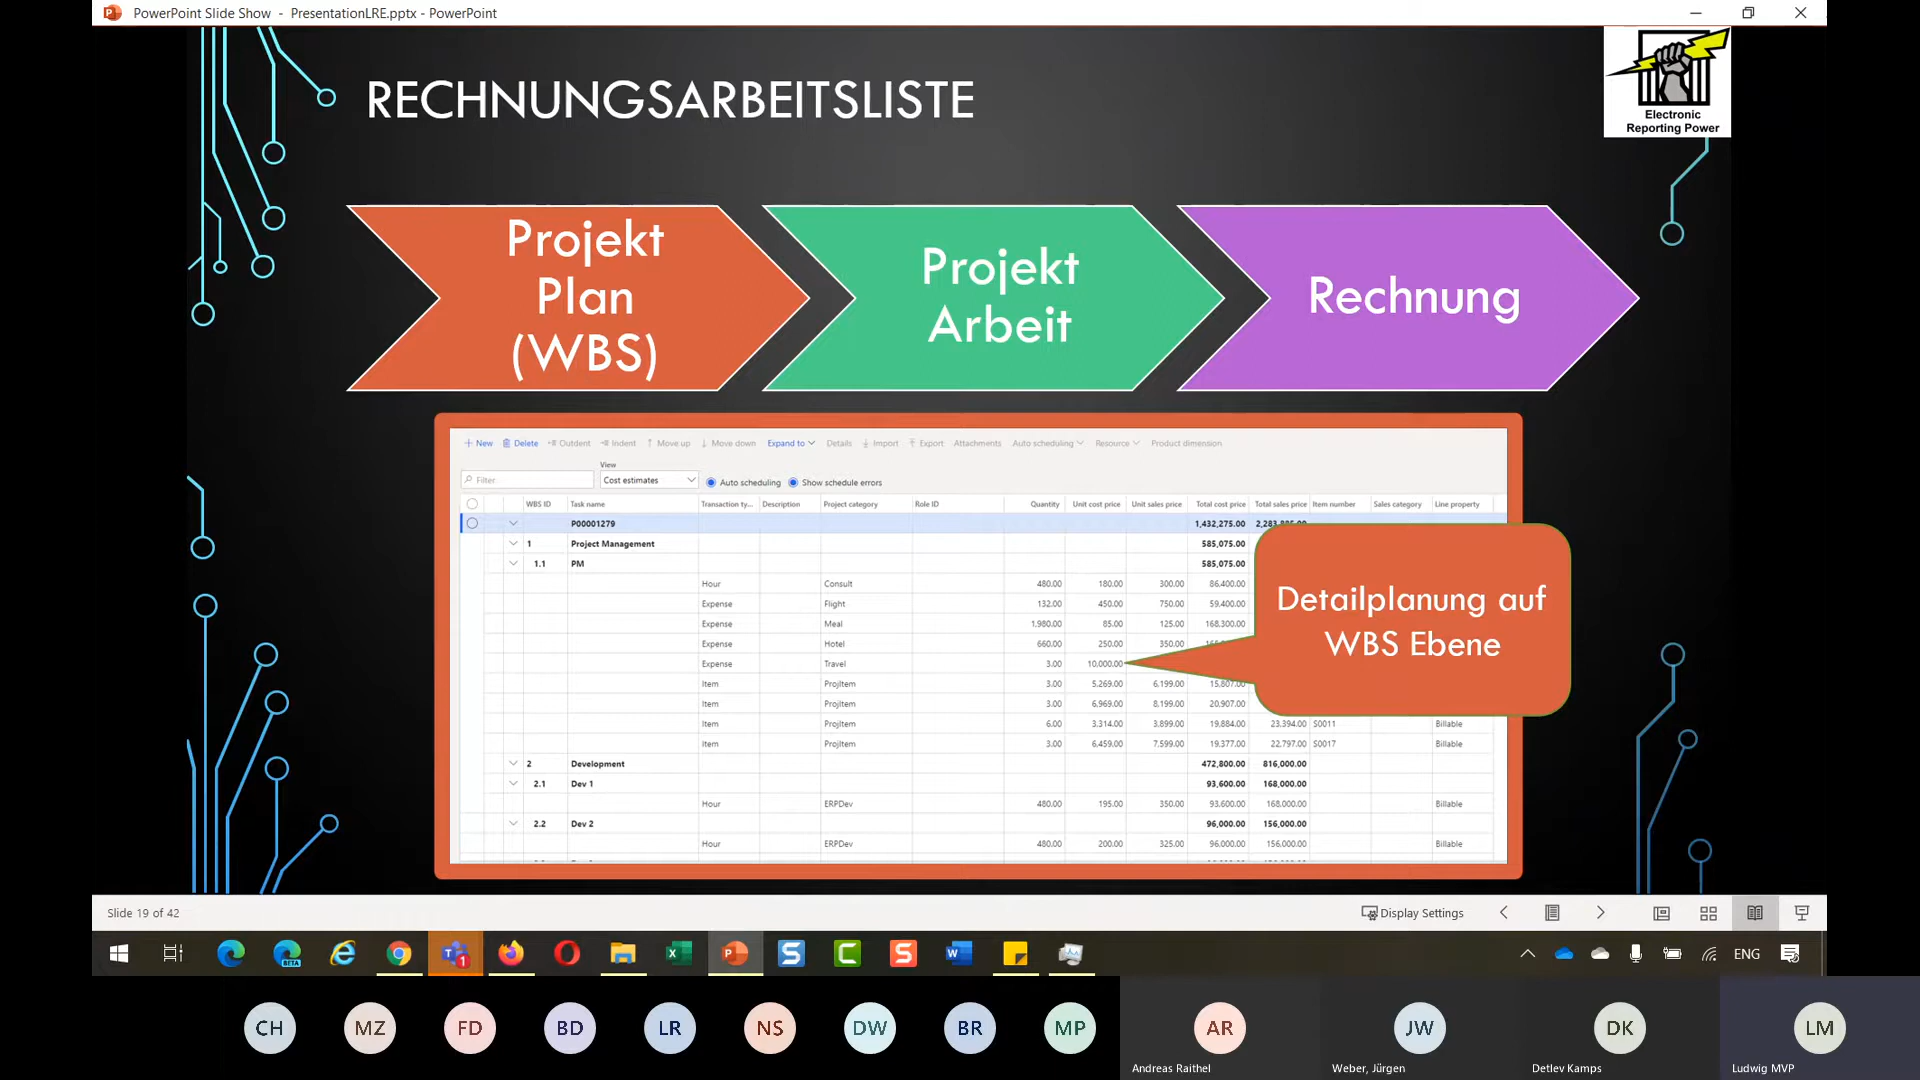 PowerPoint Slide Show - PresentationLRE.pptx - PowerPoint
RECHNUNGSARBEITSLISTE
Electronic
Reporting Power
Projekt
Plan
(WBS)
Projekt
Arbeit
Rechnung
New Delete Outdent Indent Move up Move down Expand to Details Import Export Attachments Auto scheduling Resource Product dimension
View
Filter Cost estimates Auto scheduling Show schedule errors
WBS ID Task name Transaction ty... Description Project category Role ID Quantity Unit cost price Unit sales price Total cost price Total sales price Item number Sales category Line property
P00001279 1,432,275.00
1 Project Management 585,075.00
1.1 PM 585,075.00
Hour Consult 480.00 180.00 300.00 86,400.00
Expense Flight 132.00 450.00 750.00 59,400.00
Expense Meal 1,980.00 85.00 125.00 168,300.00
Expense Hotel 660.00 250.00 350.00
Expense Travel 3.00 10,000.00
Item ProjItem 3.00 5,269.00 6,199.00 15,807.00
Item ProjItem 3.00 6,969.00 8,199.00 20,907.00
Item ProjItem 6.00 3,314.00 3,899.00 19,884.00 23,394.00 S0011 Billable
Item ProjItem 3.00 6,459.00 7,599.00 19,377.00 22,797.00 S0017 Billable
2 Development 472,800.00 816,000.00
2.1 Dev 1 93,600.00 168,000.00
Hour ERPDev 480.00 195.00 350.00 93,600.00 168,000.00 Billable
2.2 Dev 2 96,000.00 156,000.00
Hour ERPDev 480.00 200.00 325.00 96,000.00 156,000.00 Billable
Detailplanung auf
WBS Ebene
Slide 19 of 42 Display Settings
BETA 1 ENG
CH MZ FD BD LR NS DW BR MP AR JW DK LM
Andreas Raithel Weber, Jürgen Detlev Kamps Ludwig MVP